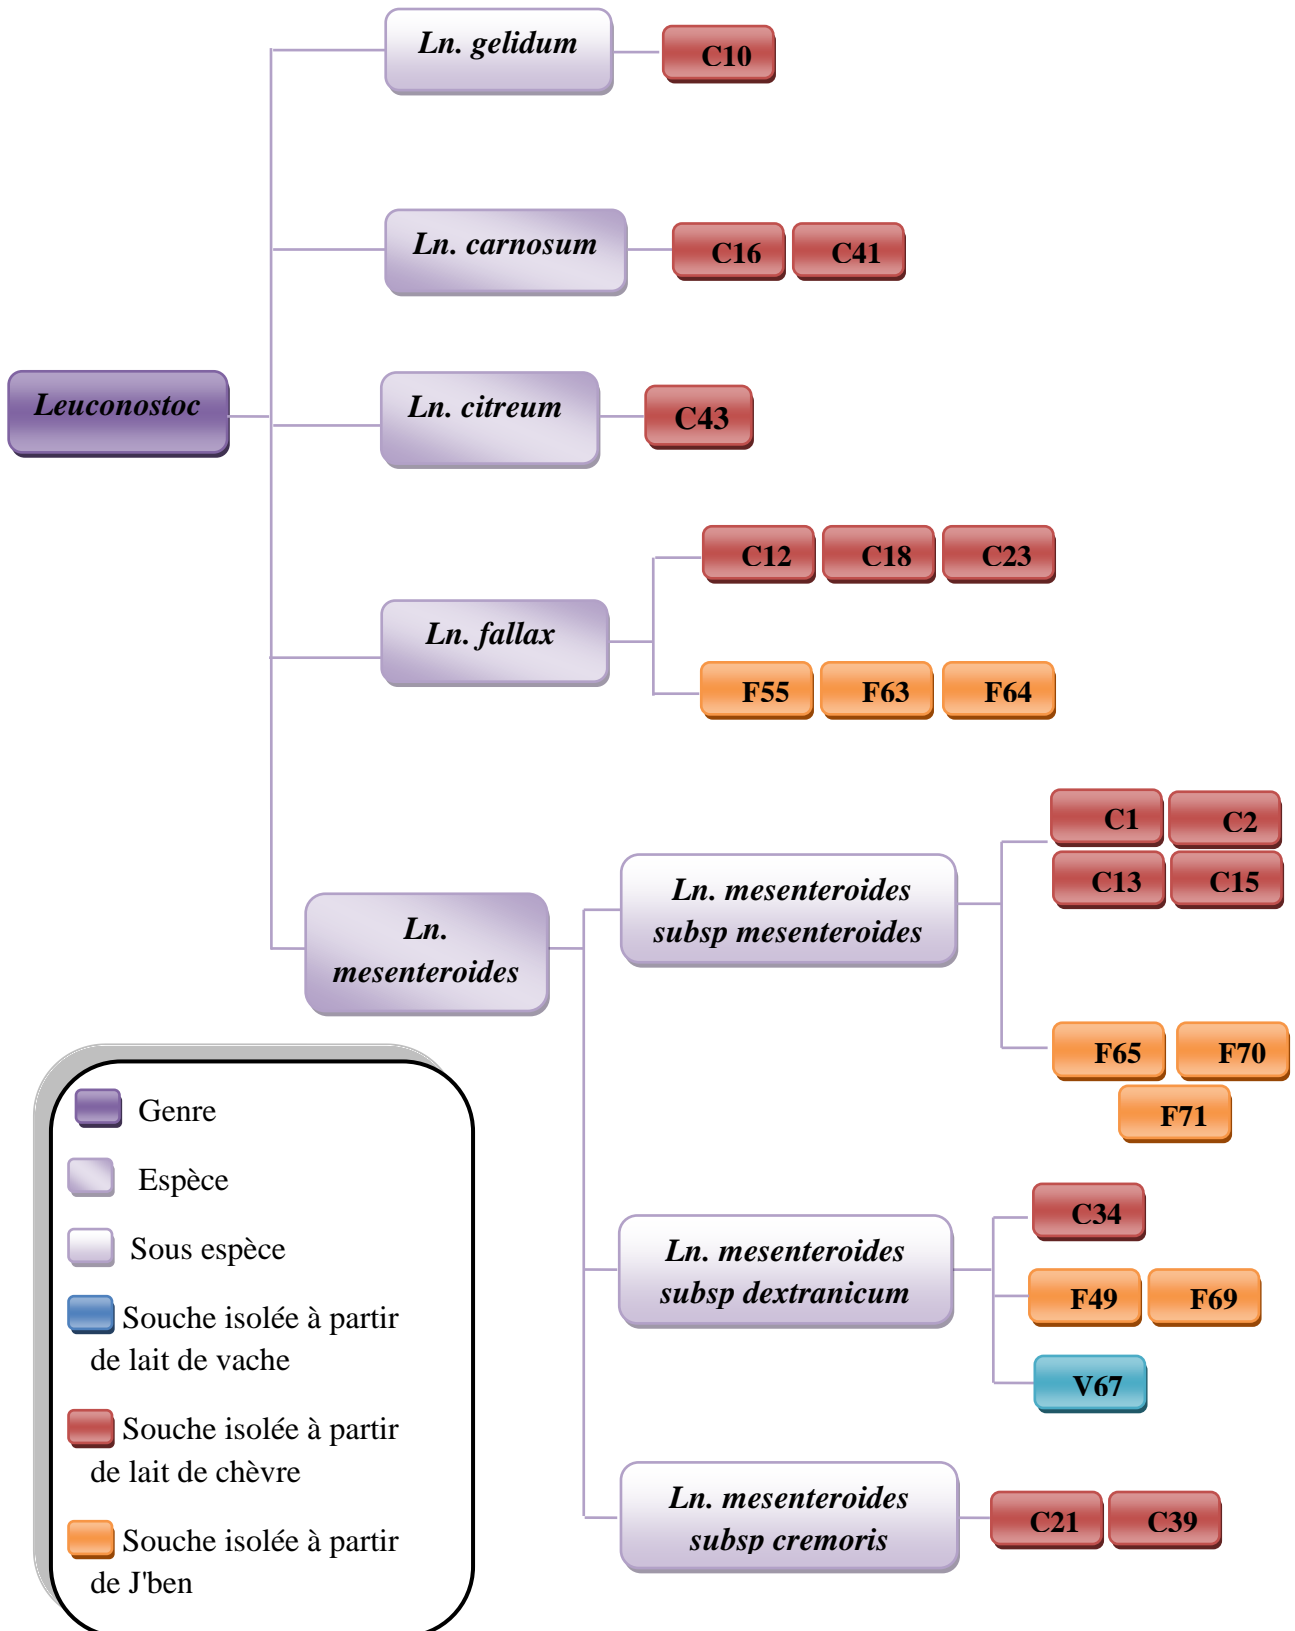 Ln. gelidum
C10
Ln. carnosum
C16
C41
Leuconostoc
Ln. citreum
C43
C12
C18
C23
Ln. fallax
F55
F63
F64
C1
C2
C13
C15
Ln. mesenteroides
subsp mesenteroides
Ln.
mesenteroides
F65
F70
F71
C34
Ln. mesenteroides
subsp dextranicum
F49
F69
V67
Ln. mesenteroides
subsp cremoris
C21
C39
Genre
Espèce
Sous espèce
Souche isolée à partir
de lait de vache
Souche isolée à partir
de lait de chèvre
Souche isolée à partir
de J'ben